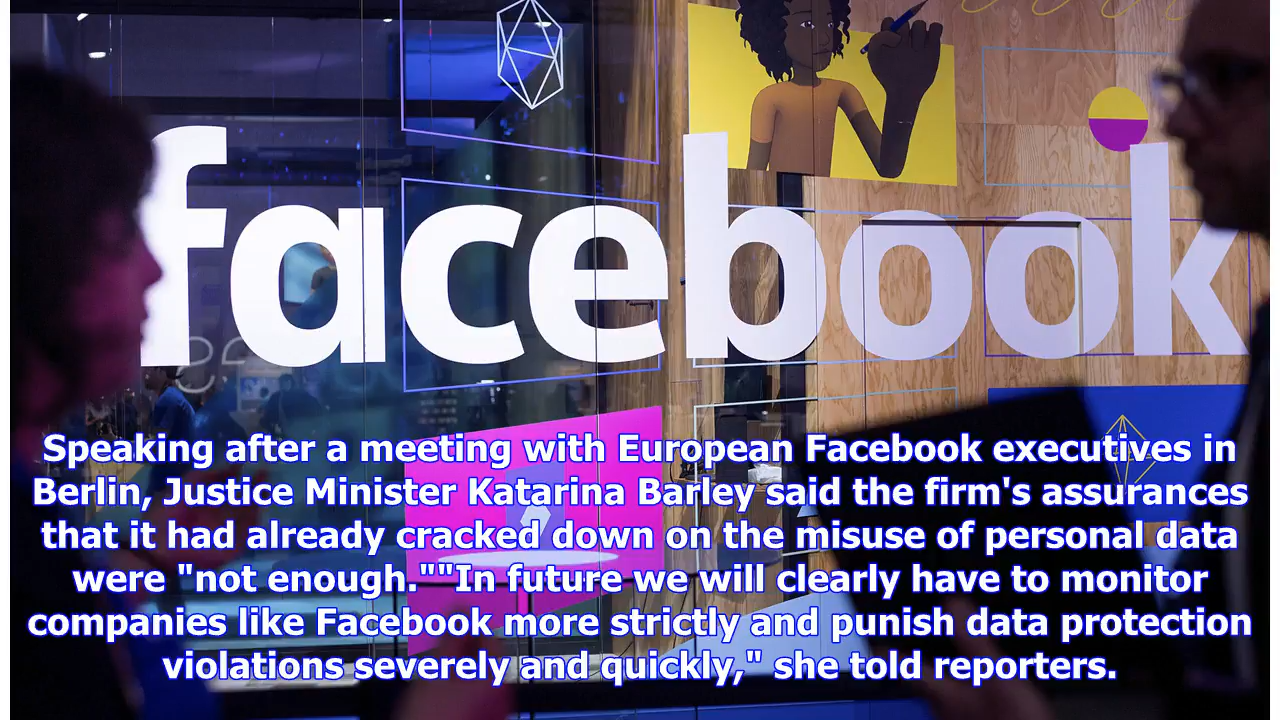 facebook
Speaking after a meeting with European Facebook executives in
Berlin, Justice Minister Katarina Barley said the firm's assurances
that it had already cracked down on the misuse of personal data
were "not enough.""In future we will clearly have to monitor
companies like Facebook more strictly and punish data protection
violations severely and quickly," she told reporters.